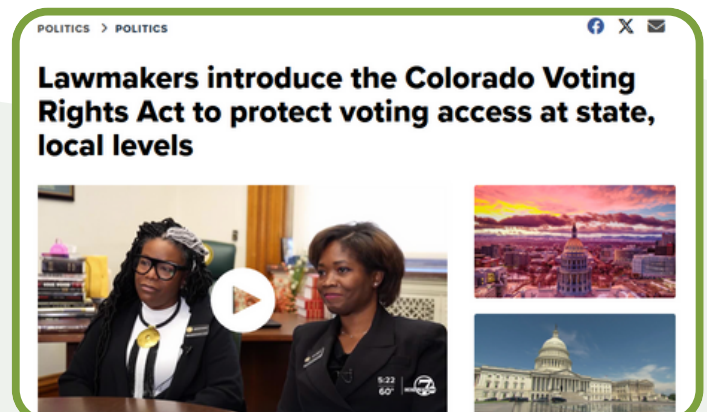 POLITICS > POLITICS
Lawmakers introduce the Colorado Voting
Rights Act to protect voting access at state,
local levels
5:22
60°
7